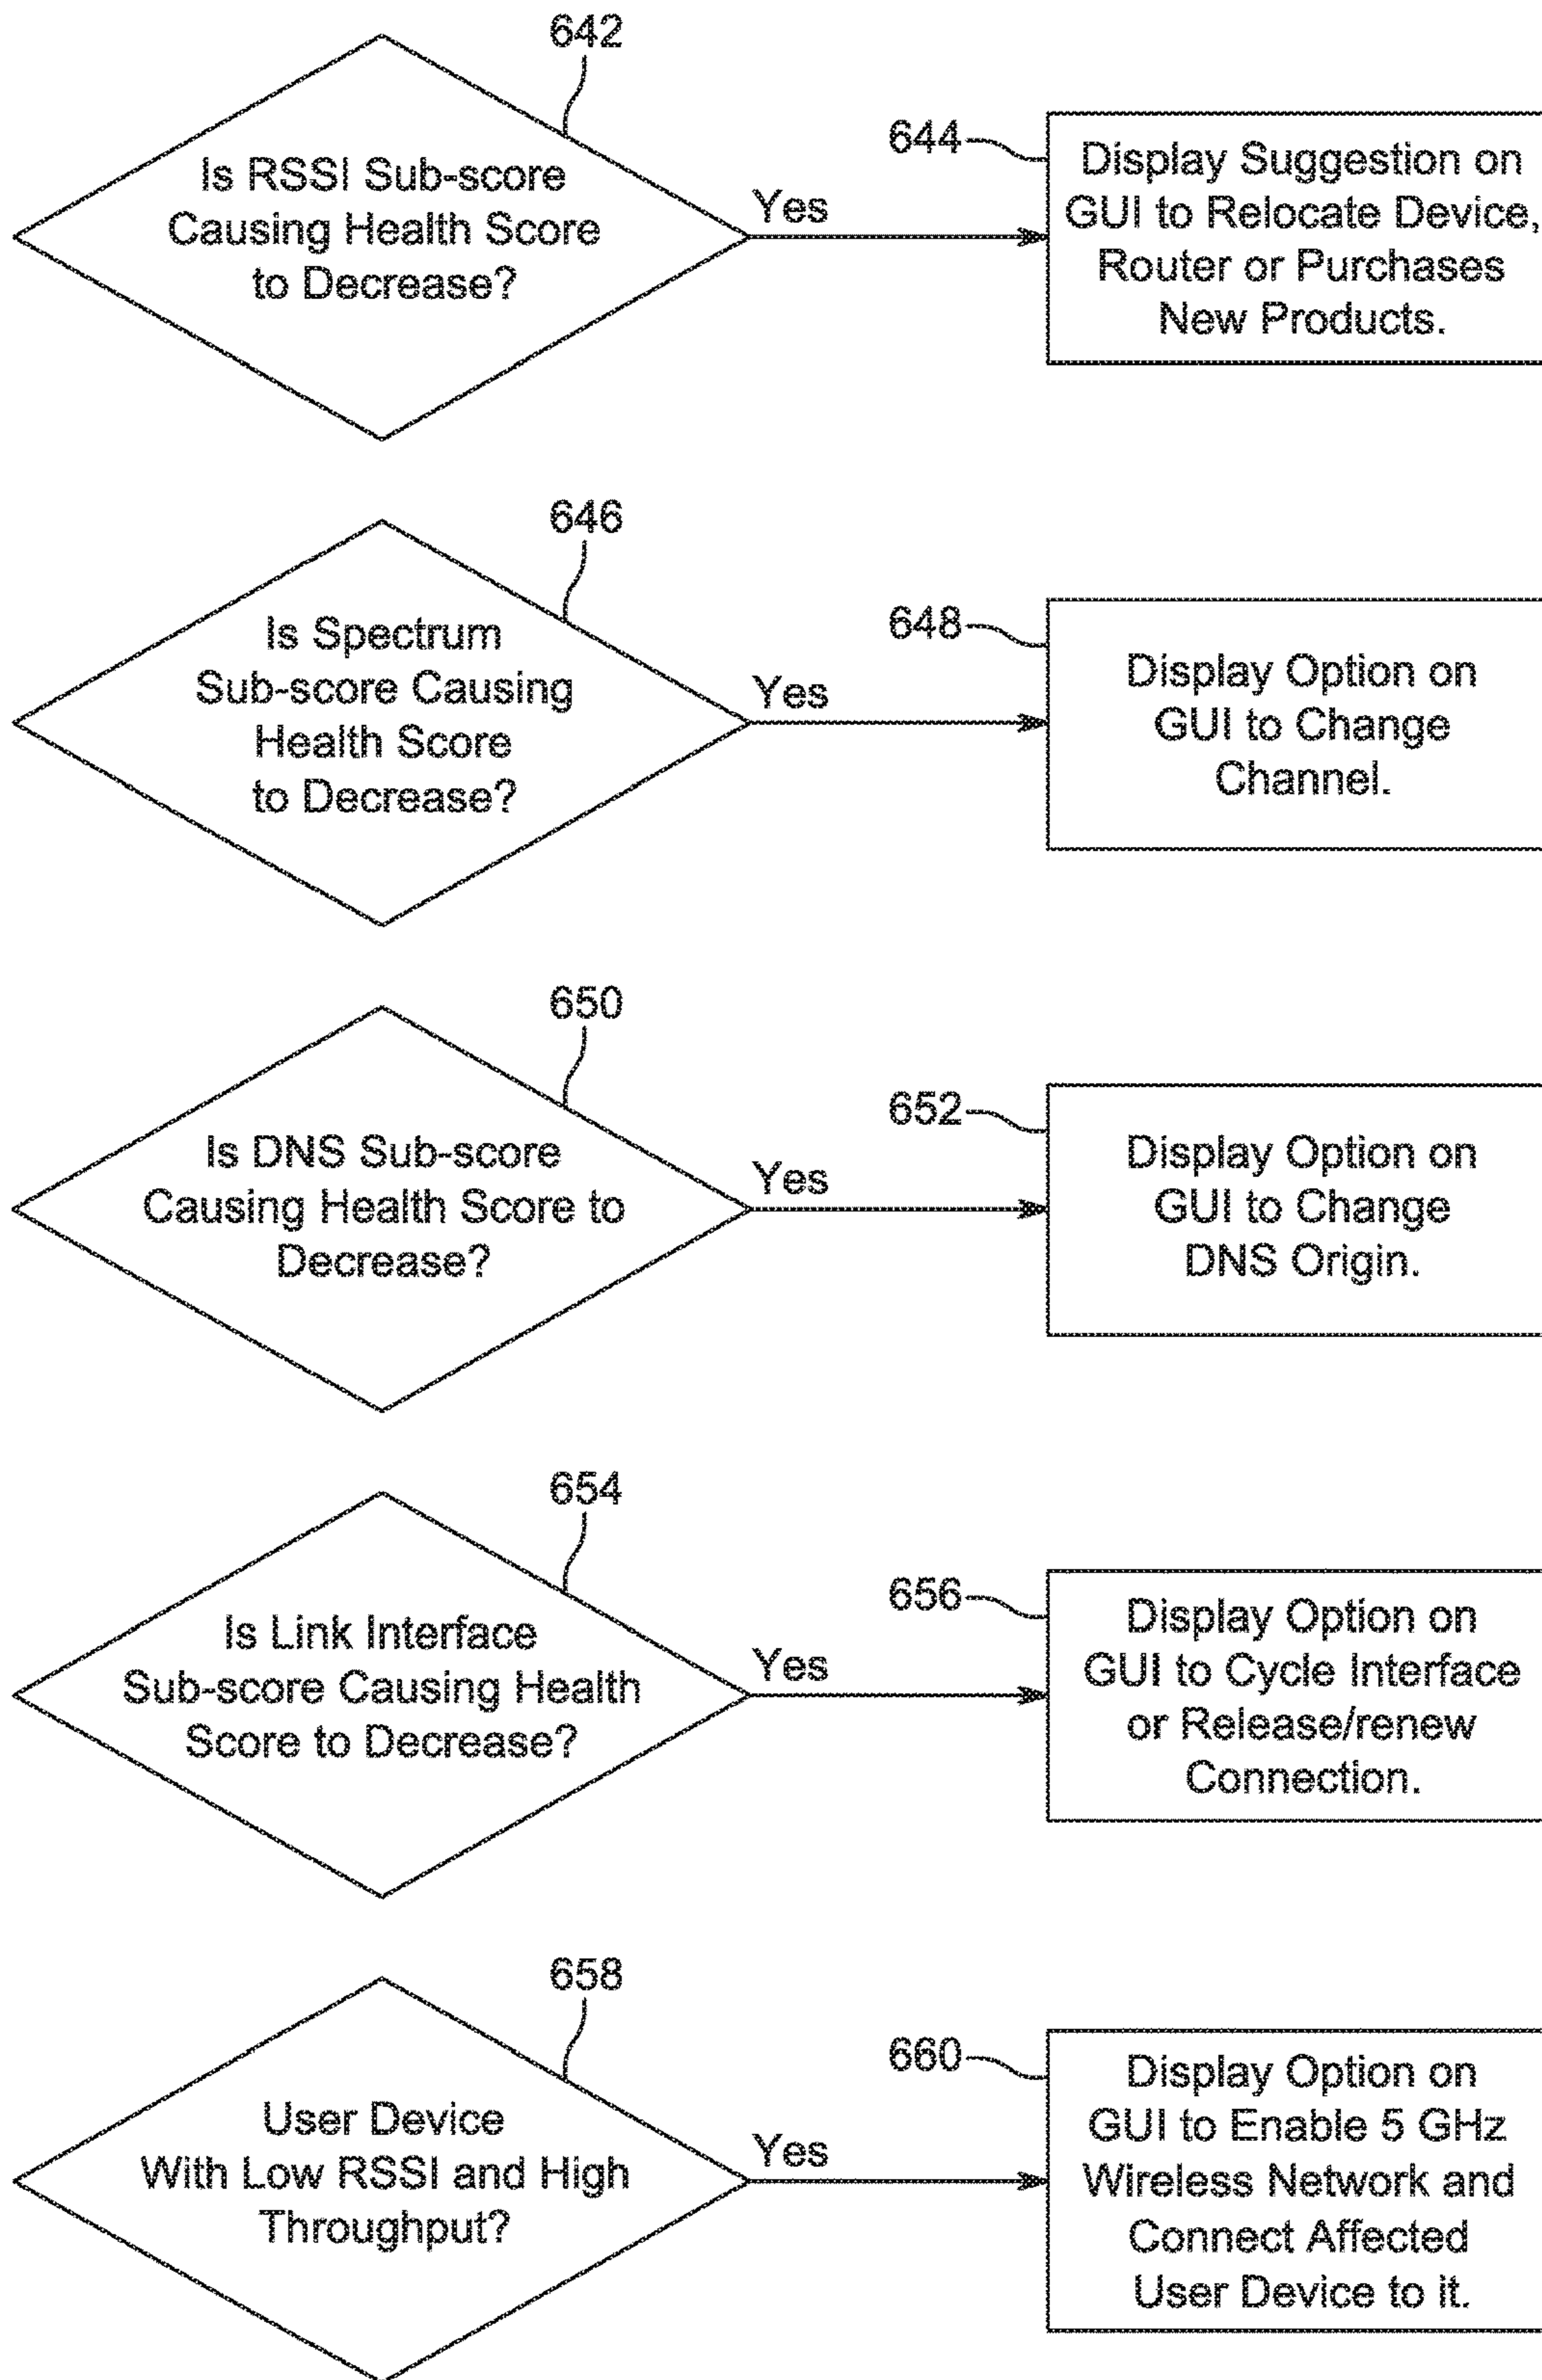 642
Is RSSI Sub-score
Causing Health Score
to Decrease?
Yes
644
Display Suggestion on
GUI to Relocate Device,
Router or Purchases
New Products.
646
Is Spectrum
Sub-score Causing
Health Score
to Decrease?
Yes
648
Display Option on
GUI to Change
Channel.
650
Is DNS Sub-score
Causing Health Score to
Decrease?
Yes
652
Display Option on
GUI to Change
DNS Origin.
654
Is Link Interface
Sub-score Causing Health
Score to Decrease?
Yes
656
Display Option on
GUI to Cycle Interface
or Release/renew
Connection.
658
User Device
With Low RSSI and High
Throughput?
Yes
660
Display Option on
GUI to Enable 5 GHz
Wireless Network and
Connect Affected
User Device to it.